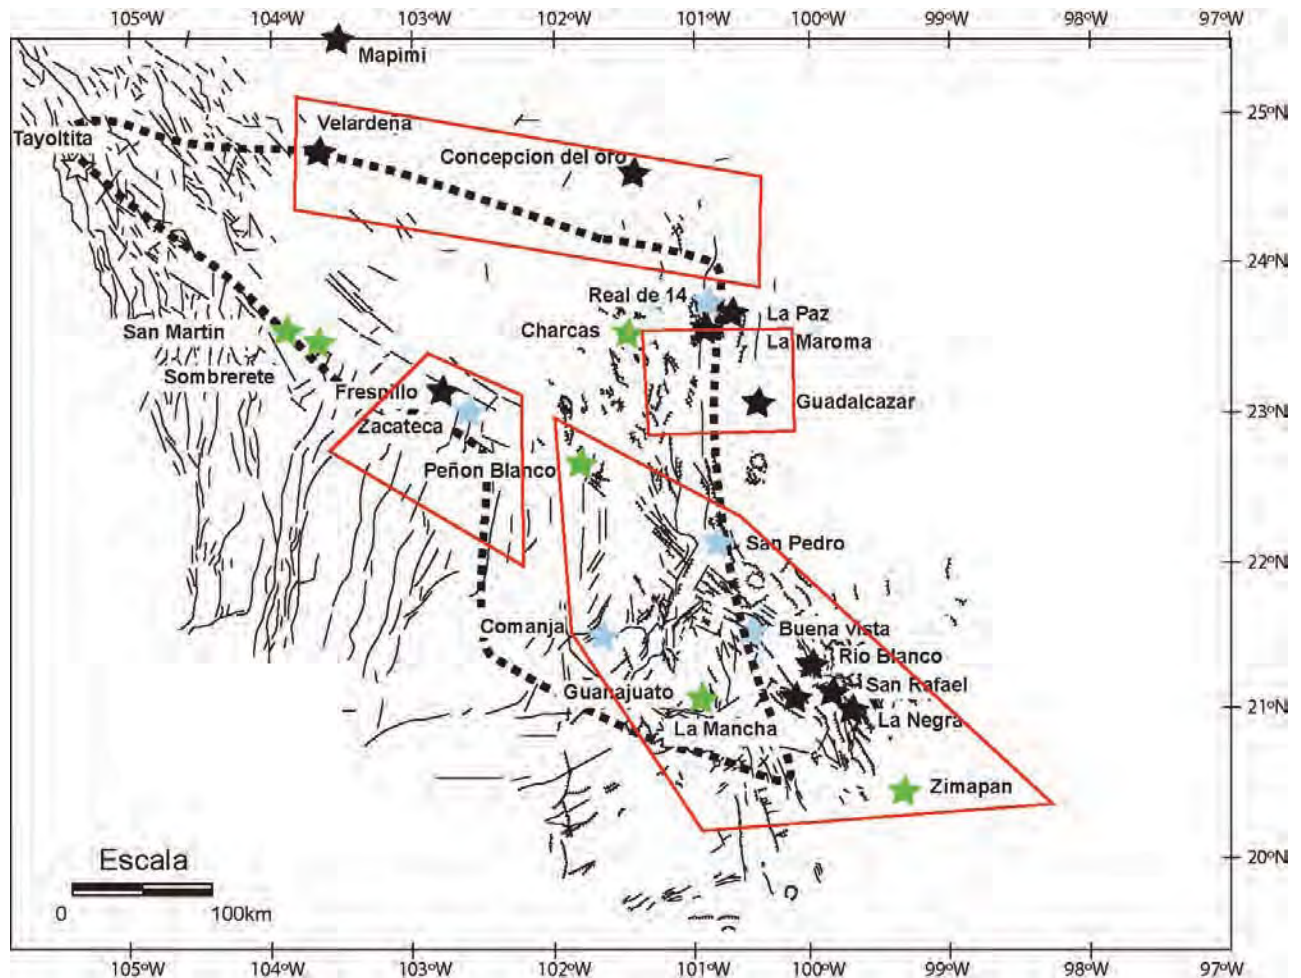 105ºW 104ºW 103ºW 102ºW 101ºW 100ºW 99ºW 98ºW 97ºW
Mapimi
25ºN
Velardena
Tayoltita
Concepcion del oro
24ºN
Real de 14
La Paz
San Martin
Charcas
La Maroma
Sombrerete
Fresnillo
Guadalcazar
23ºN
Zacateca
Peñon Blanco
San Pedro
22ºN
Comanja
Buena vista
Rio Blanco
San Rafael
Guanajuato
La Negra
21ºN
La Mancha
Zimapan
Escala
20ºN
0 100km
105ºW 104ºW 103ºW 102ºW 101ºW 100ºW 99ºW 98ºW 97ºW